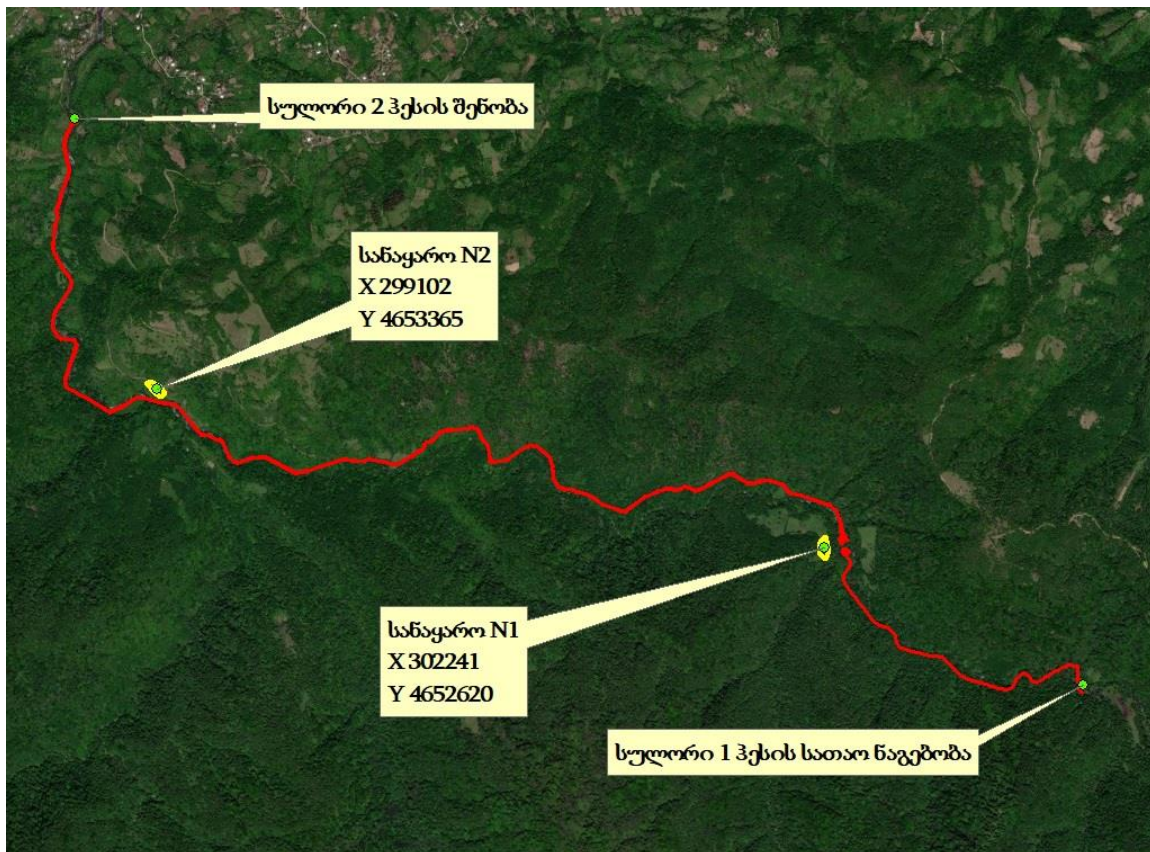 სულორი 2 ჰესის შენობა
სანაყარო N2
X 299102
Y 4653365
სანაყარო N1
X 302241
Y 4652620
სულორი 1 ჰესის სათაო ნაგებობა